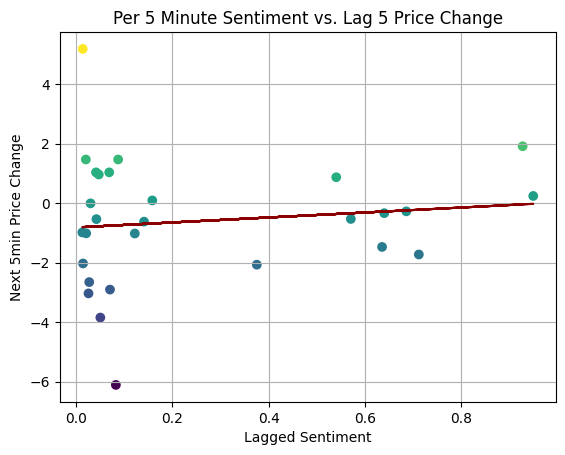 Per 5 Minute Sentiment vs. Lag 5 Price Change
Next 5min Price Change
4
2
0
−2
−4
−6
0.0 0.2 0.4 0.6 0.8
Lagged Sentiment